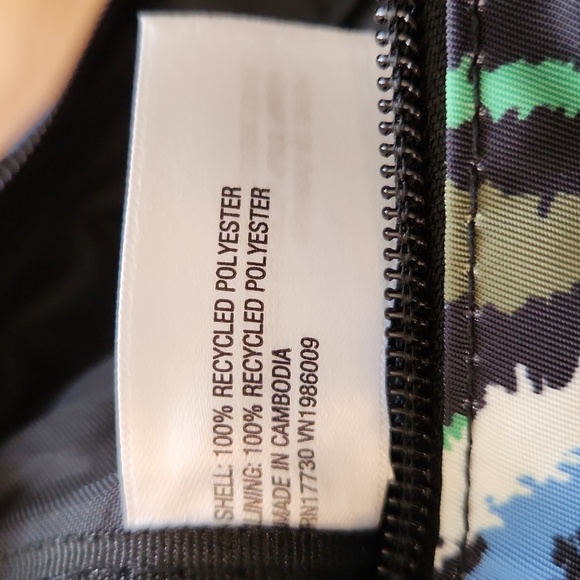 SHELL: 100% RECYCLED POLYESTER
LINING: 100% RECYCLED POLYESTER
MADE IN CAMBODIA
RN17730 VN1986009